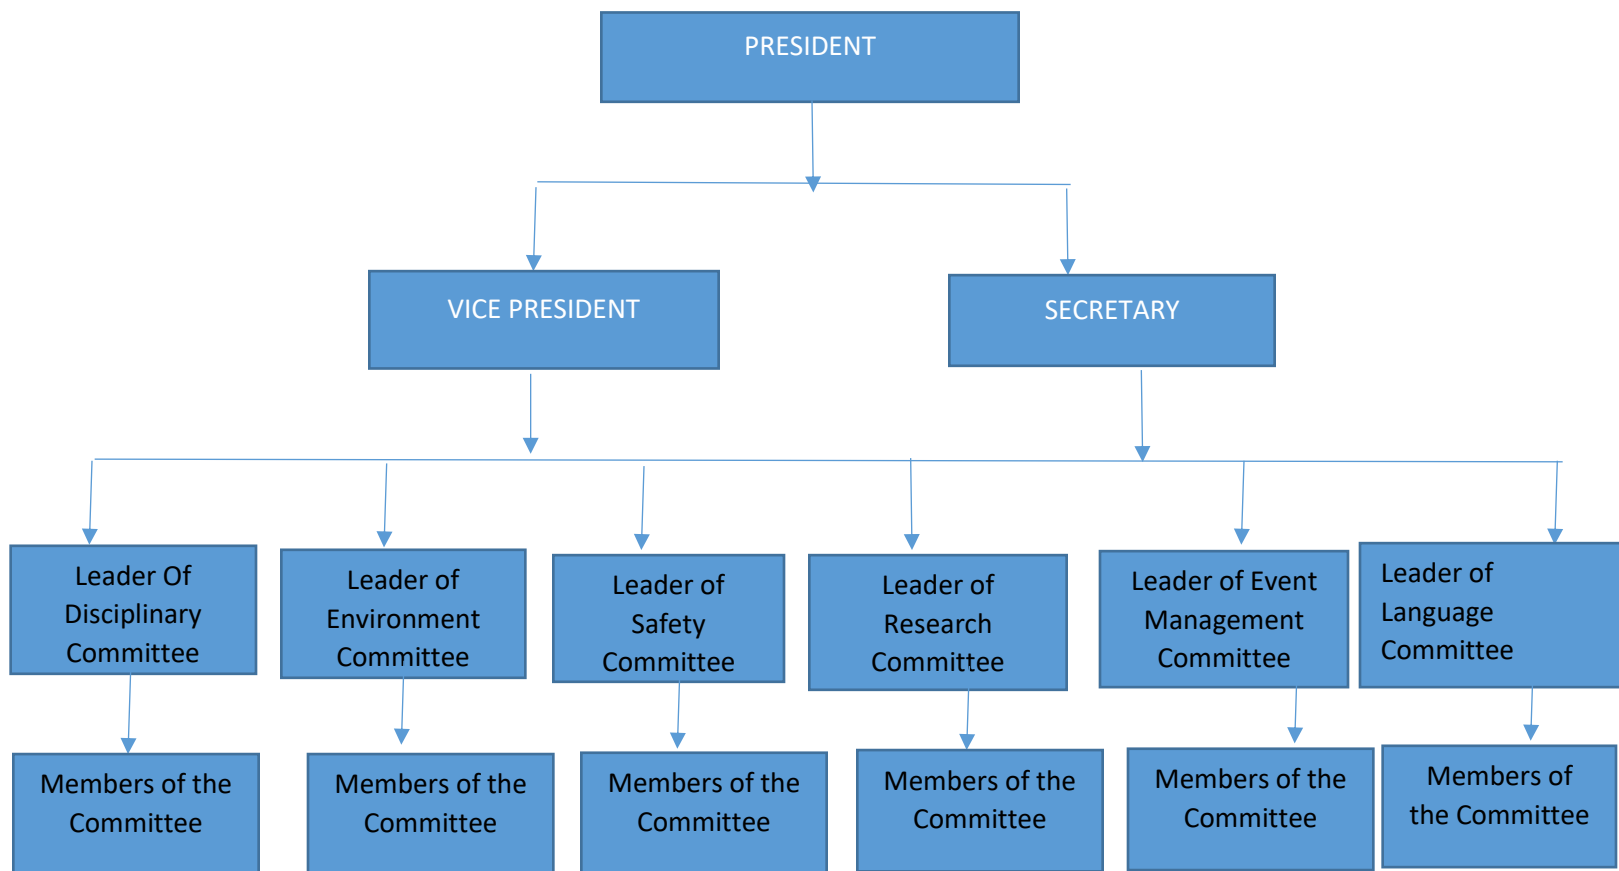 PRESIDENT
VICE PRESIDENT
SECRETARY
Leader Of
Disciplinary
Committee
Leader of
Environment
Committee
Leader of
Safety
Committee
Leader of
Research
Committee
Leader of Event
Management
Committee
Leader of
Language
Committee
Members of the
Committee
Members of the
Committee
Members of the
Committee
Members of the
Committee
Members of the
Committee
Members of
the Committee